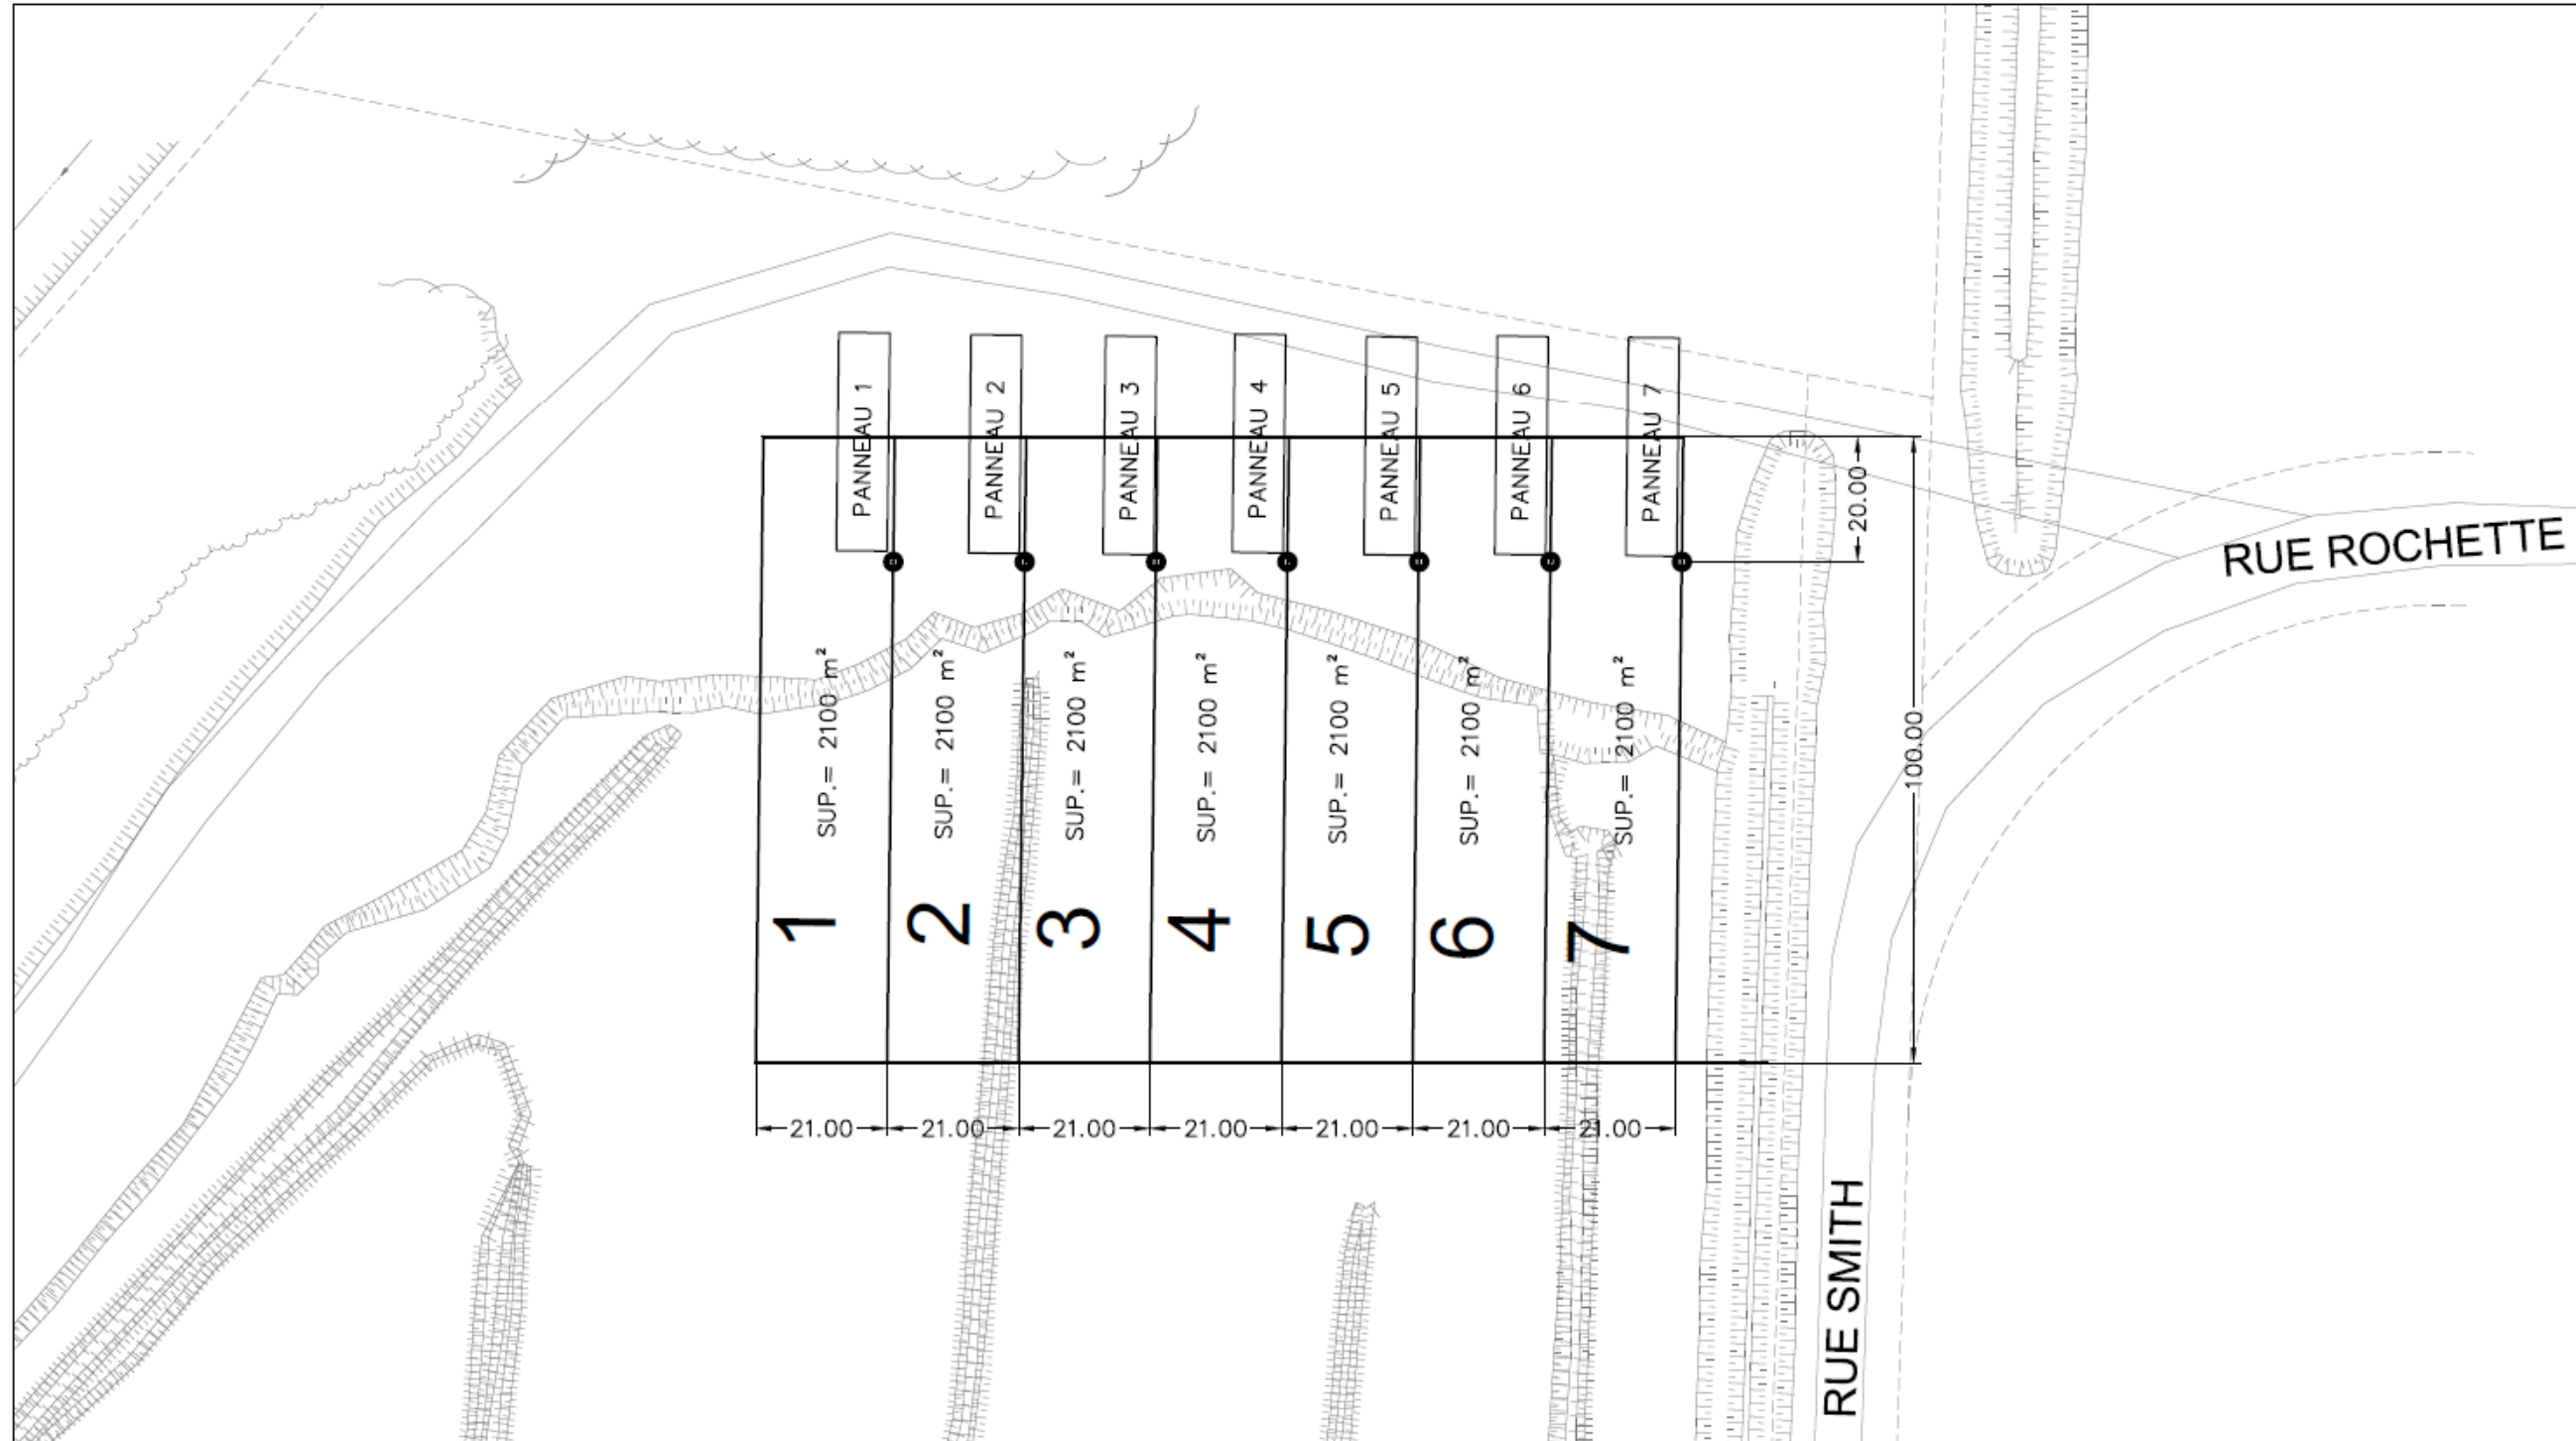 PANNEAU 1
PANNEAU 2
PANNEAU 3
PANNEAU 4
PANNEAU 5
PANNEAU 6
PANNEAU 7
20.00
RUE ROCHETTE
SUP.= 2100 m²
SUP.= 2100 m²
SUP.= 2100 m²
SUP.= 2100 m²
SUP.= 2100 m²
SUP.= 2100 m²
SUP.= 2100 m²
100.00
1
2
3
4
5
6
7
21.00
21.00
21.00
21.00
21.00
21.00
21.00
RUE SMITH